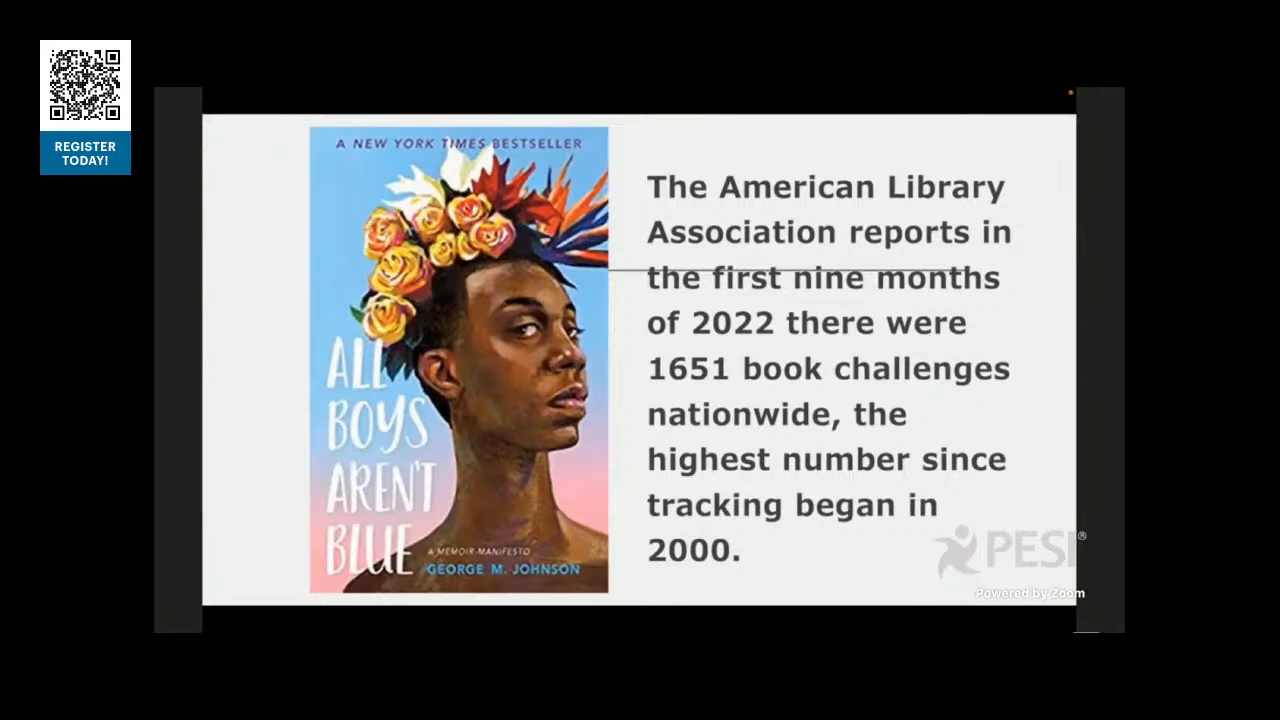 REGISTER
TODAY!
A NEW YORK TIMES BESTSELLER
ALL
BOYS
AREN'T
BLUE
A MEMOIR-MANIFESTO
GEORGE M. JOHNSON
The American Library
Association reports in
the first nine months
of 2022 there were
1651 book challenges
nationwide, the
highest number since
tracking began in
2000.
PESI®
Powered by Zoom